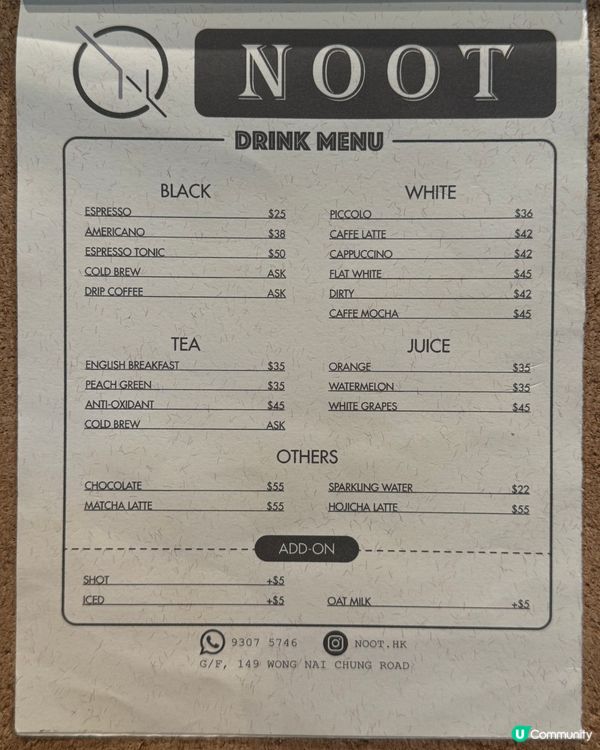 NOOT
DRINK MENU
BLACK
ESPRESSO $25
AMERICANO $38
ESPRESSO TONIC $50
COLD BREW ASK
DRIP COFFEE ASK
WHITE
PICCOLO $36
CAFFE LATTE $42
CAPPUCCINO $42
FLAT WHITE $45
DIRTY $42
CAFFE MOCHA $45
TEA
ENGLISH BREAKFAST $35
PEACH GREEN $35
ANTI-OXIDANT $45
COLD BREW ASK
JUICE
ORANGE $35
WATERMELON $35
WHITE GRAPES $45
OTHERS
CHOCOLATE $55
MATCHA LATTE $55
SPARKLING WATER $22
HOJICHA LATTE $55
ADD-ON
SHOT +$5
ICED +$5
OAT MILK +$5
9307 5746 NOOT.HK
G/F, 149 WONG NAI CHUNG ROAD
U Community